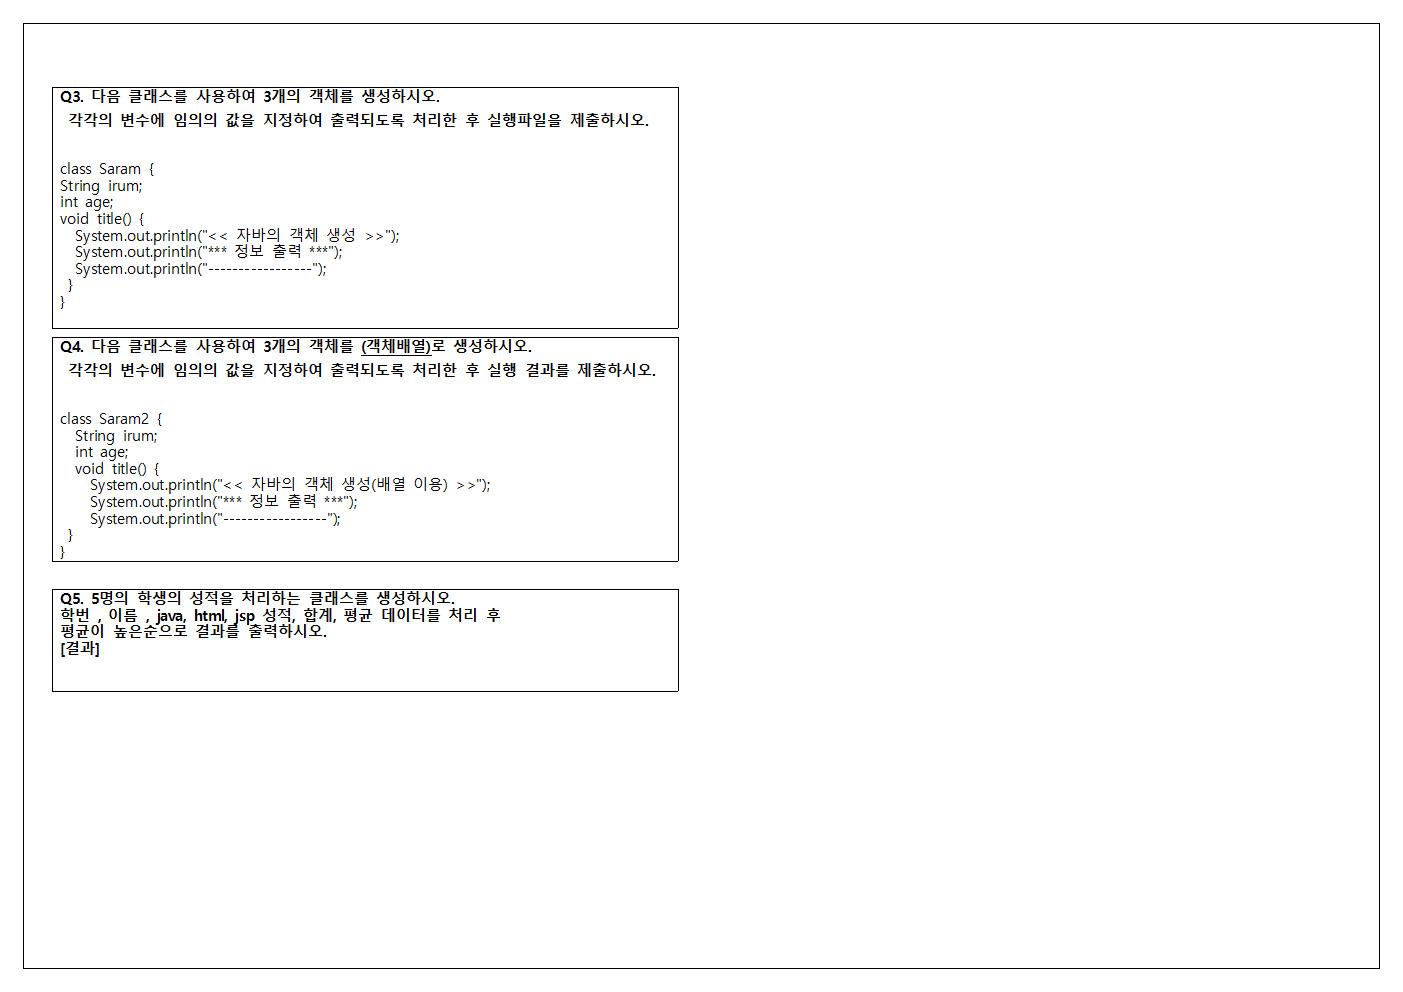 Q3. 다음 클래스를 사용하여 3개의 객체를 생성하시오.
각각의 변수에 임의의 값을 지정하여 출력되도록 처리한 후 실행파일을 제출하시오.
class Saram {
String irum;
int age;
void title() {
System.out.println("<< 자바의 객체 생성 >>");
System.out.println("*** 정보 출력 ***");
System.out.println("-----------------");
}
}
Q4. 다음 클래스를 사용하여 3개의 객체를 (객체배열)로 생성하시오.
각각의 변수에 임의의 값을 지정하여 출력되도록 처리한 후 실행 결과를 제출하시오.
class Saram2 {
String irum;
int age;
void title() {
System.out.println("<< 자바의 객체 생성(배열 이용) >>");
System.out.println("*** 정보 출력 ***");
System.out.println("-----------------");
}
}
Q5. 5명의 학생의 성적을 처리하는 클래스를 생성하시오.
학번 , 이름 , java, html, jsp 성적, 합계, 평균 데이터를 처리 후
평균이 높은순으로 결과를 출력하시오.
[결과]